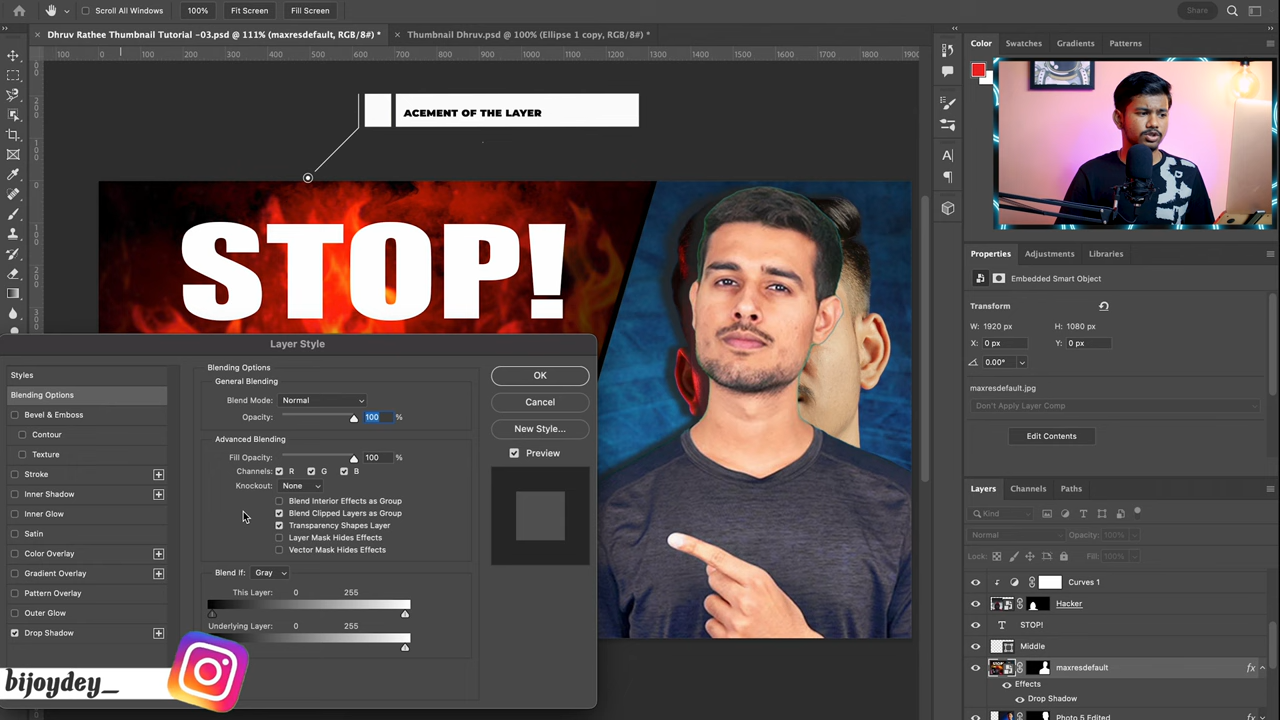 Scroll All Windows
100%
Fit Screen
Fill Screen
Share
Dhruv Rathee Thumbnail Tutorial -03.psd @ 111% (maxresdefault, RGB/8#) *
Thumbnail Dhruv.psd @ 100% (Ellipse 1 copy, RGB/8#) *
ACEMENT OF THE LAYER
STOP!
Color
Swatches
Gradients
Patterns
Properties
Adjustments
Libraries
Embedded Smart Object
Transform
W: 1920 px
H: 1080 px
X: 0 px
Y: 0 px
0.00°
maxresdefault.jpg
Don't Apply Layer Comp
Edit Contents
Layers
Channels
Paths
Kind
Normal
Opacity: 100%
Lock:
Fill: 100%
Curves 1
Hacker
STOP!
Middle
maxresdefault
fx
Effects
Drop Shadow
Photo 5 Edited
Layer Style
Styles
Blending Options
Bevel & Emboss
Contour
Texture
Stroke
Inner Shadow
Inner Glow
Satin
Color Overlay
Gradient Overlay
Pattern Overlay
Outer Glow
Drop Shadow
Blending Options
General Blending
Blend Mode: Normal
Opacity: 100 %
Advanced Blending
Fill Opacity: 100 %
Channels: R G B
Knockout: None
Blend Interior Effects as Group
Blend Clipped Layers as Group
Transparency Shapes Layer
Layer Mask Hides Effects
Vector Mask Hides Effects
Blend If: Gray
This Layer: 0 255
Underlying Layer: 0 255
OK
Cancel
New Style...
Preview
bijoydey_